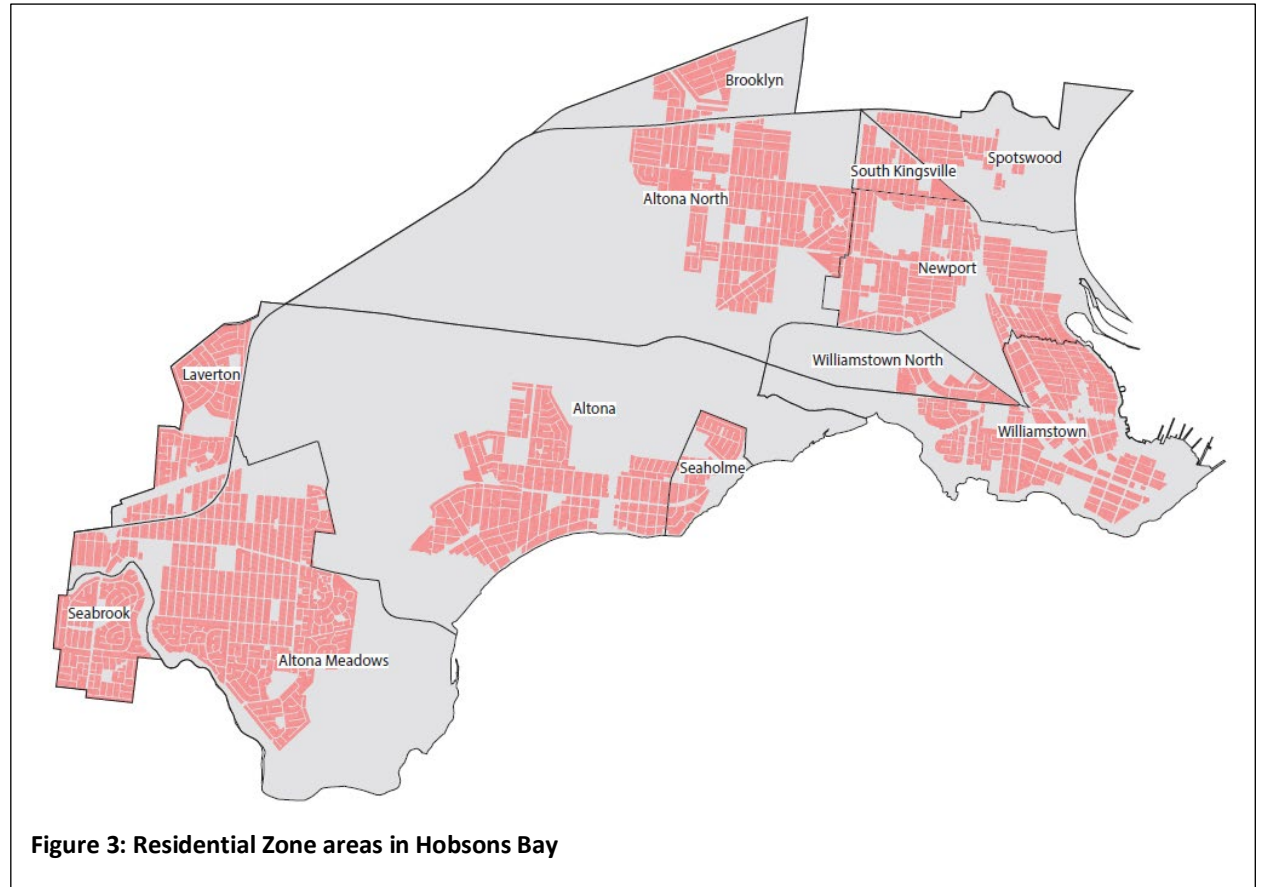 Brooklyn
Spotswood
South Kingsville
Altona North
Newport
Williamstown North
Laverton
Altona
Williamstown
Seaholme
Seabrook
Altona Meadows
Figure 3: Residential Zone areas in Hobsons Bay